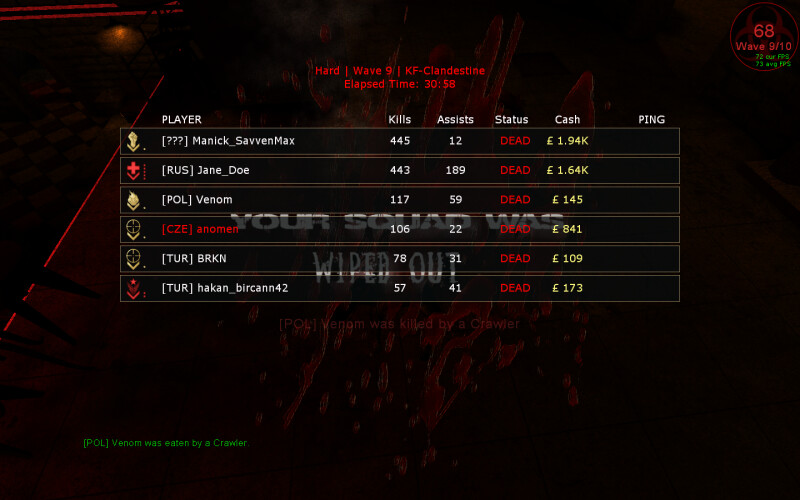 68
Wave 9/10
72 cur FPS
73 avg FPS
Hard | Wave 9 | KF-Clandestine
Elapsed Time: 30:58
PLAYER Kills Assists Status Cash PING
[???] Manick_SavvenMax 445 12 DEAD £ 1.94K
[RUS] Jane_Doe 443 189 DEAD £ 1.64K
[POL] Venom 117 59 DEAD £ 145
YOUR SQUAD WAS
[CZE] anomen 106 22 DEAD £ 841
[TUR] BRKN 78 31 DEAD £ 109
WIPED OUT
[TUR] hakan_bircann42 57 41 DEAD £ 173
[POL] Venom was killed by a Crawler
[POL] Venom was eaten by a Crawler.